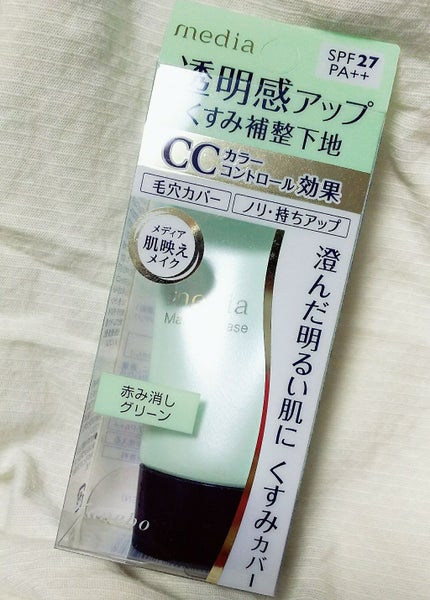 media
SPF27
PA++
透明感アップ
くすみ補整下地
CC カラーコントロール効果
毛穴カバー
ノリ・持ちアップ
メディア
肌映え
メイク
media
澄んだ明るい肌に くすみカバー
赤み消し
グリーン
Kanebo